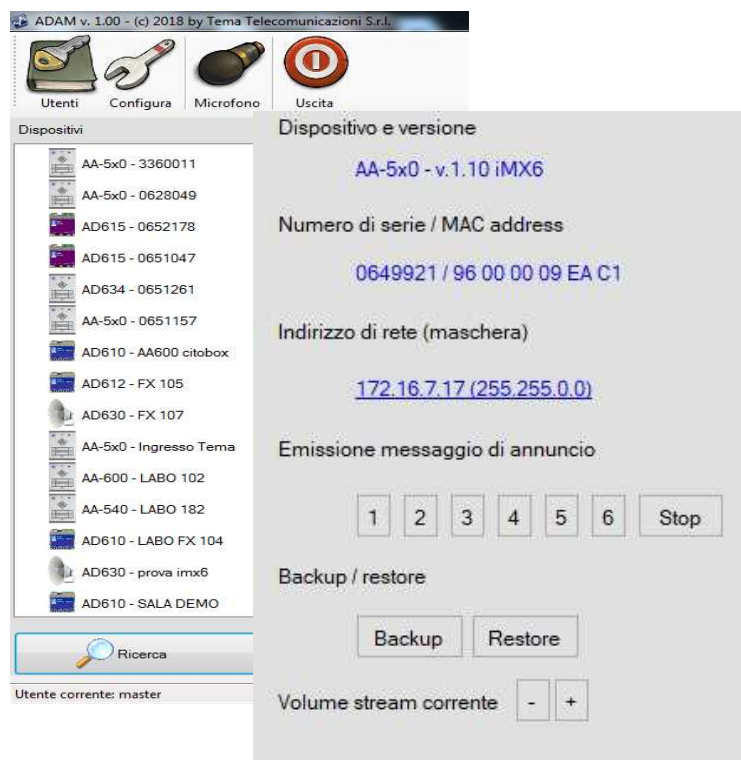 ADAM v. 1.00 - (c) 2018 by Tema Telecomunicazioni S.r.l.
Utenti Configura Microfono Uscita
Dispositivi
AA-5x0 - 3360011
AA-5x0 - 0628049
AD615 - 0652178
AD615 - 0651047
AD634 - 0651261
AA-5x0 - 0651157
AD610 - AA600 citobox
AD612 - FX 105
AD630 - FX 107
AA-5x0 - Ingresso Tema
AA-600 - LABO 102
AA-540 - LABO 182
AD610 - LABO FX 104
AD630 - prova imx6
AD610 - SALA DEMO
Ricerca
Utente corrente: master
Dispositivo e versione
AA-5x0 - v.1.10 iMX6
Numero di serie / MAC address
0649921 / 96 00 00 09 EA C1
Indirizzo di rete (maschera)
172.16.7.17 (255.255.0.0)
Emissione messaggio di annuncio
1 2 3 4 5 6 Stop
Backup / restore
Backup Restore
Volume stream corrente - +